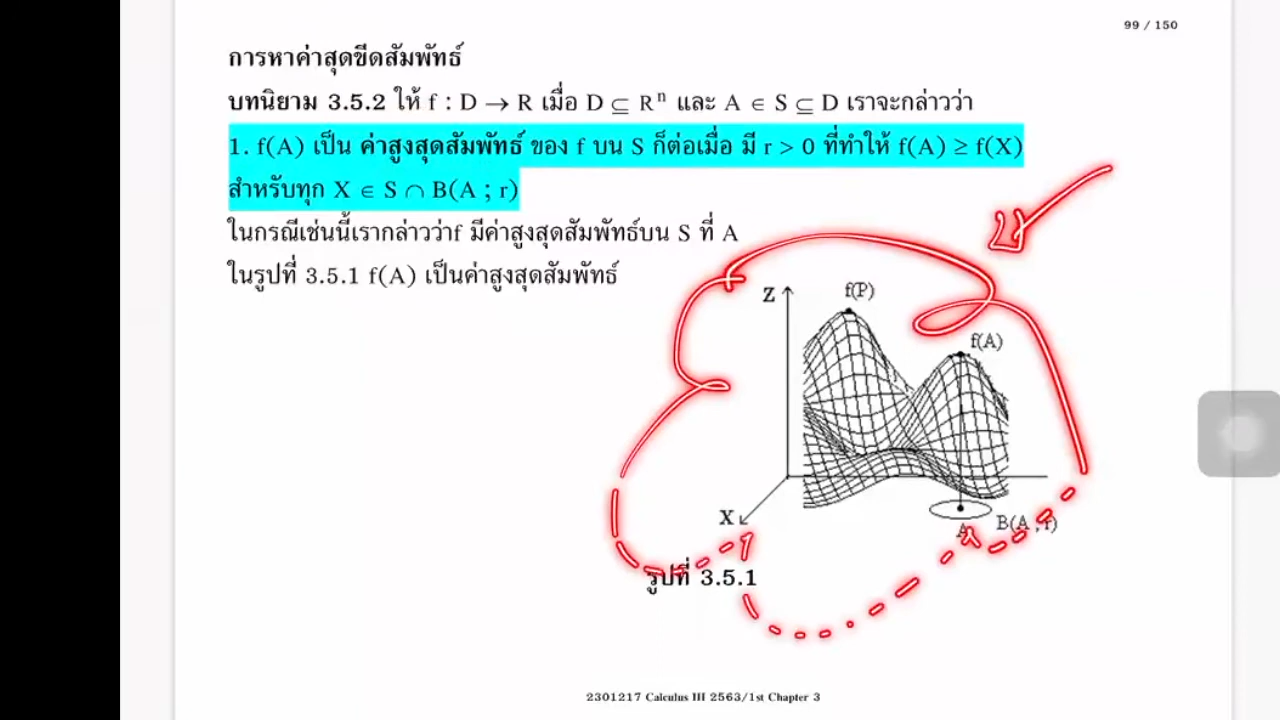 99 / 150
การหาค่าสุดขีดสัมพัทธ์
บทนิยาม 3.5.2 ให้ f : D → R เมื่อ D ⊆ Rⁿ และ A ∈ S ⊆ D เราจะกล่าวว่า
1. f(A) เป็น ค่าสูงสุดสัมพัทธ์ ของ f บน S ก็ต่อเมื่อ มี r > 0 ที่ทำให้ f(A) ≥ f(X)
สำหรับทุก X ∈ S ∩ B(A ; r)
ในกรณีเช่นนี้เรากล่าวว่าf มีค่าสูงสุดสัมพัทธ์บน S ที่ A
ในรูปที่ 3.5.1 f(A) เป็นค่าสูงสุดสัมพัทธ์
Z
f(P)
f(A)
X
A
B(A ; r)
รูปที่ 3.5.1
2301217 Calculus III 2563/1st Chapter 3